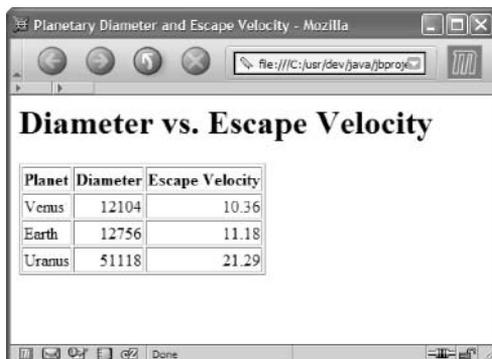 Planetary Diameter and Escape Velocity - Mozilla
file:///C:/usr/dev/java/jbproje
Diameter vs. Escape Velocity
Planet Diameter Escape Velocity
Venus 12104 10.36
Earth 12756 11.18
Uranus 51118 21.29
Done